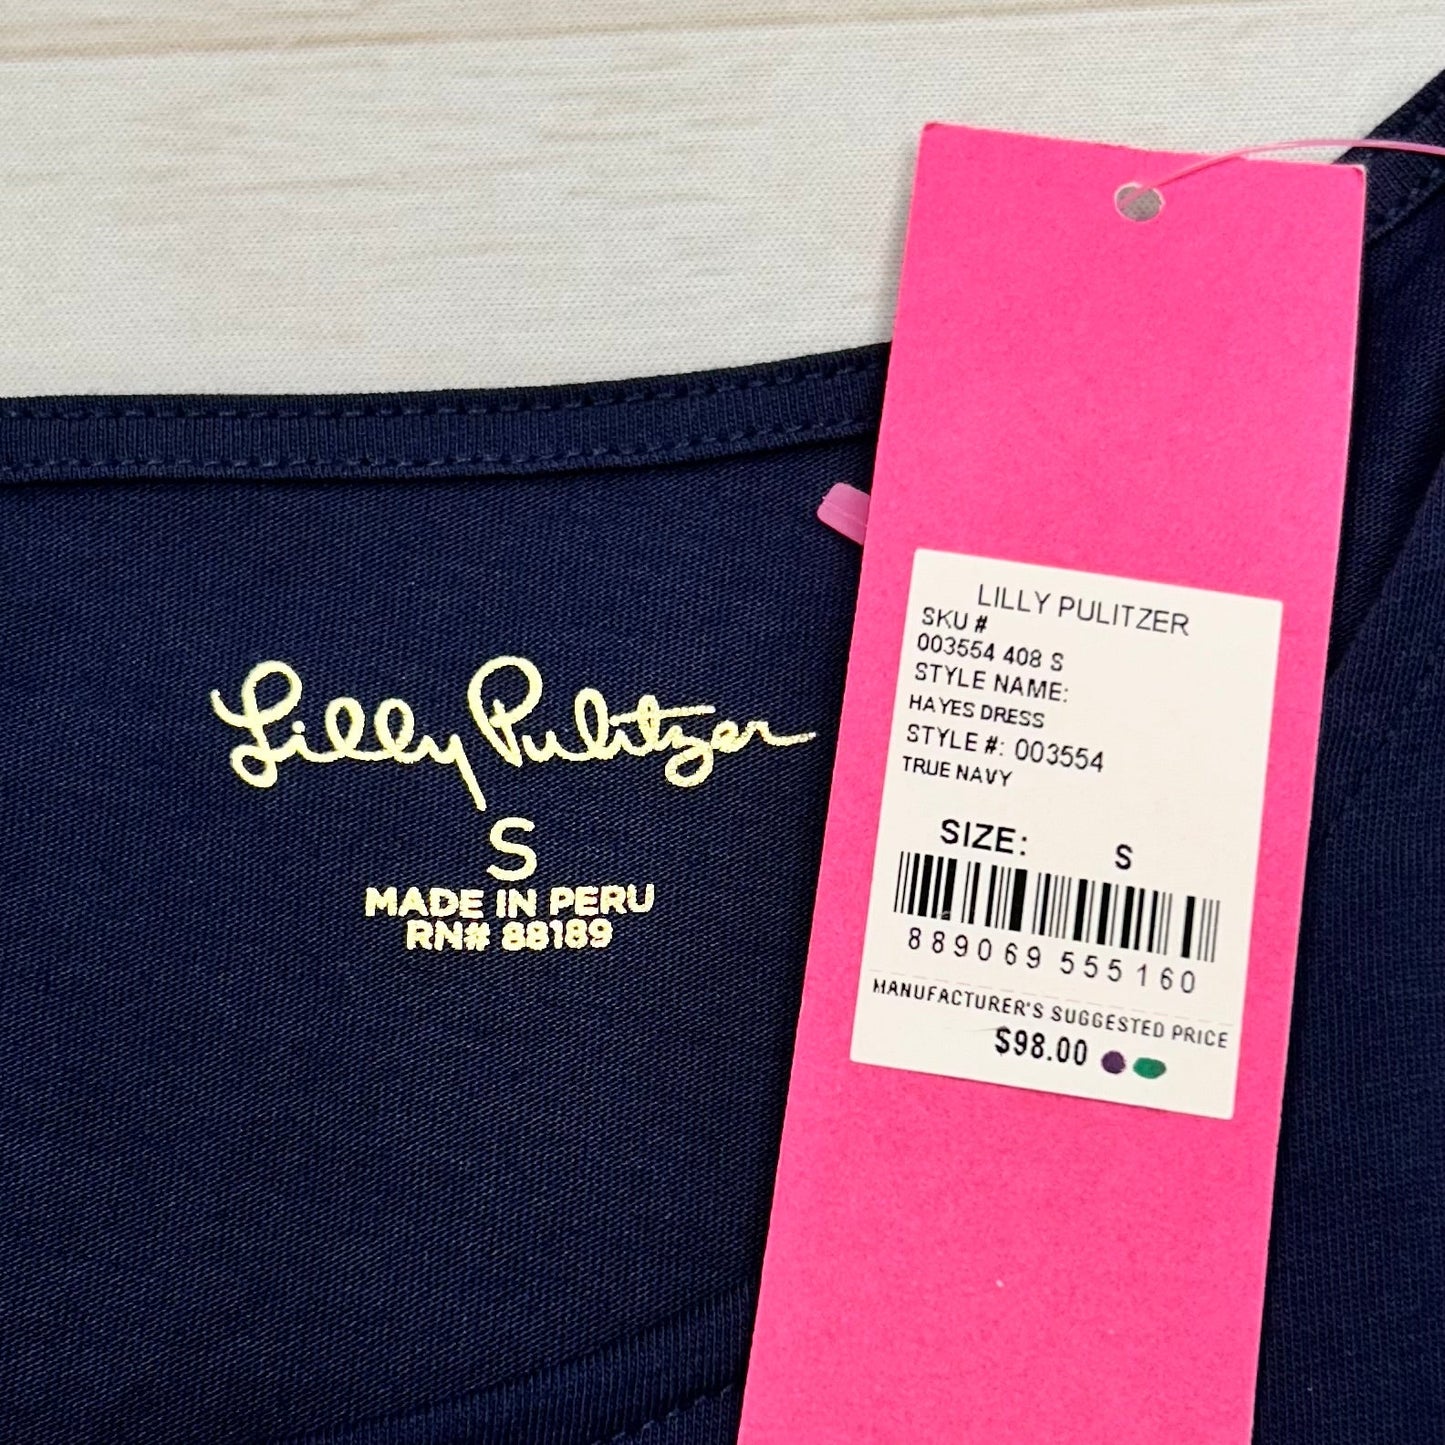 Lilly Pulitzer
S
MADE IN PERU
RN# 88189
LILLY PULITZER
SKU #
003554 408 S
STYLE NAME:
HAYES DRESS
STYLE #: 003554
TRUE NAVY
SIZE: S
889069 555160
MANUFACTURER'S SUGGESTED PRICE
$98.00